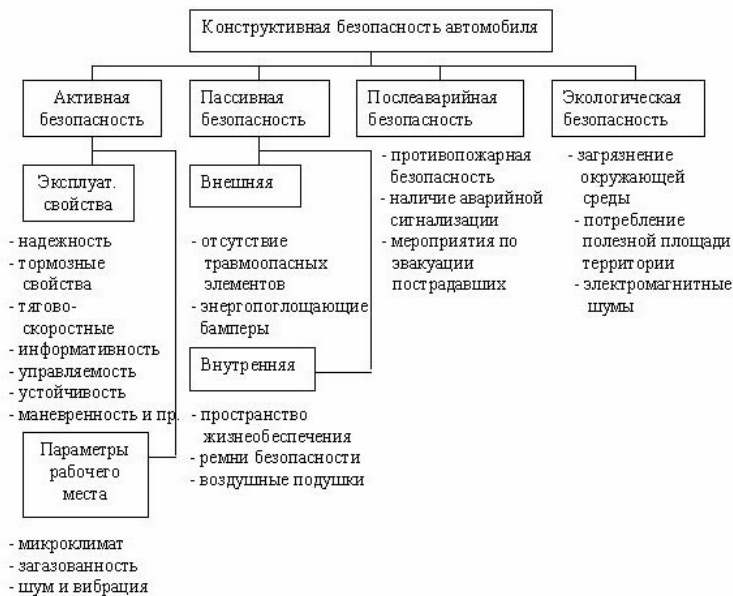 Конструктивная безопасность автомобиля
Активная
безопасность
Эксплуат.
свойства
- надежность
- тормозные
свойства
- тягово-
скоростные
- информативность
- управляемость
- устойчивость
- маневренность и пр.
Параметры
рабочего
места
- микроклимат
- загазованность
- шум и вибрация
Пассивная
безопасность
Внешняя
- отсутствие
травмоопасных
элементов
- энергопоглощающие
бамперы
Внутренняя
- пространство
жизнеобеспечения
- ремни безопасности
- воздушные подушки
Послеаварийная
безопасность
- противопожарная
безопасность
- наличие аварийной
сигнализации
- мероприятия по
эвакуации
пострадавших
Экологическая
безопасность
- загрязнение
окружающей
среды
- потребление
полезной площади
территории
- электромагнитные
шумы